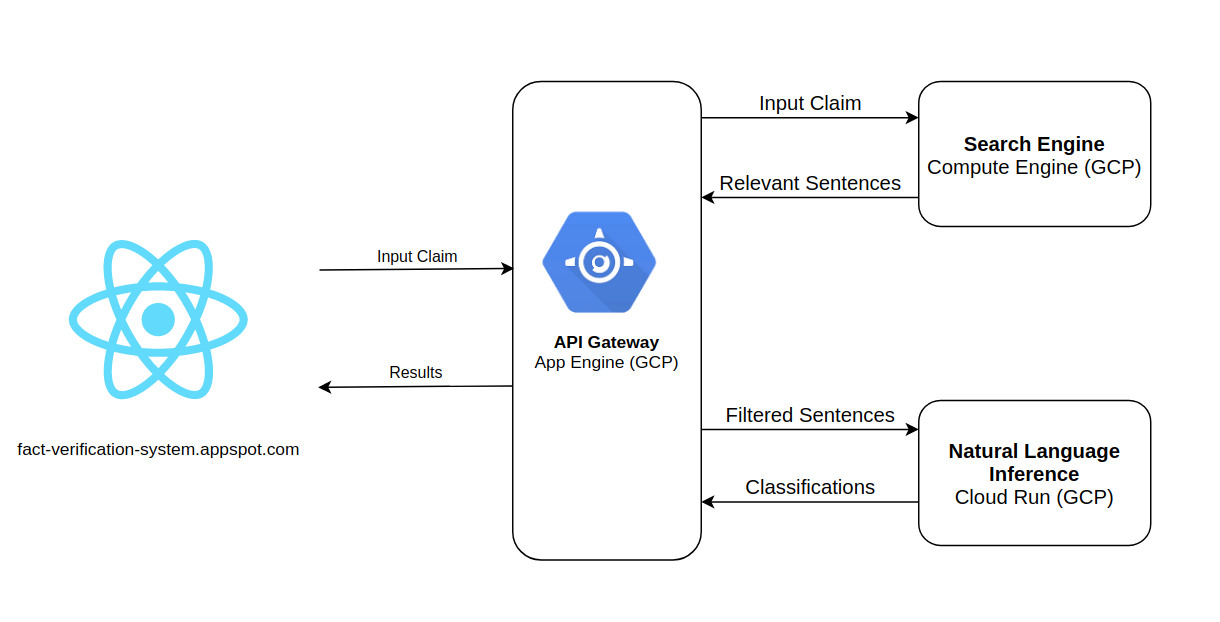 Input Claim
Results
fact-verification-system.appspot.com
API Gateway
App Engine (GCP)
Input Claim
Relevant Sentences
Search Engine
Compute Engine (GCP)
Filtered Sentences
Classifications
Natural Language
Inference
Cloud Run (GCP)